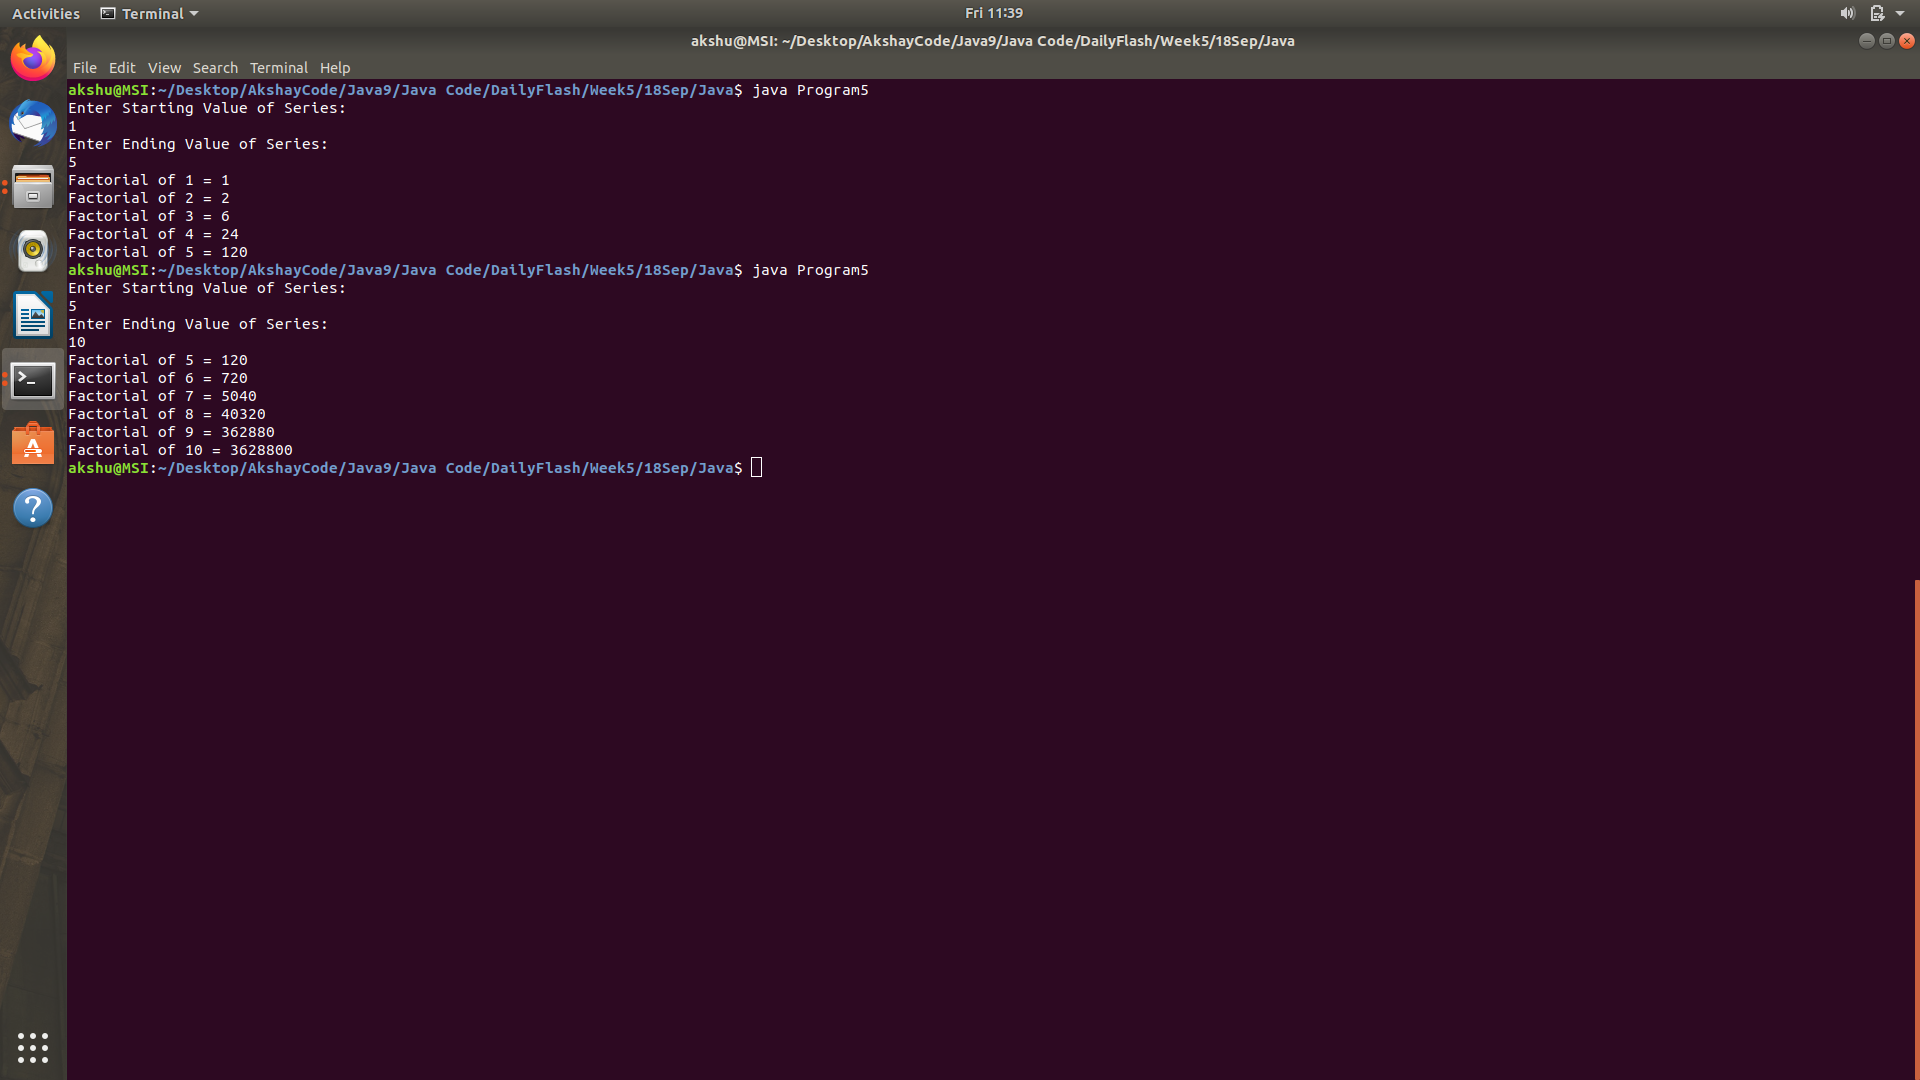 Activities Terminal Fri 11:39
akshu@MSI: ~/Desktop/AkshayCode/Java9/Java Code/DailyFlash/Week5/18Sep/Java
File Edit View Search Terminal Help
akshu@MSI:~/Desktop/AkshayCode/Java9/Java Code/DailyFlash/Week5/18Sep/Java$ java Program5
Enter Starting Value of Series:
1
Enter Ending Value of Series:
5
Factorial of 1 = 1
Factorial of 2 = 2
Factorial of 3 = 6
Factorial of 4 = 24
Factorial of 5 = 120
akshu@MSI:~/Desktop/AkshayCode/Java9/Java Code/DailyFlash/Week5/18Sep/Java$ java Program5
Enter Starting Value of Series:
5
Enter Ending Value of Series:
10
Factorial of 5 = 120
Factorial of 6 = 720
Factorial of 7 = 5040
Factorial of 8 = 40320
Factorial of 9 = 362880
Factorial of 10 = 3628800
akshu@MSI:~/Desktop/AkshayCode/Java9/Java Code/DailyFlash/Week5/18Sep/Java$